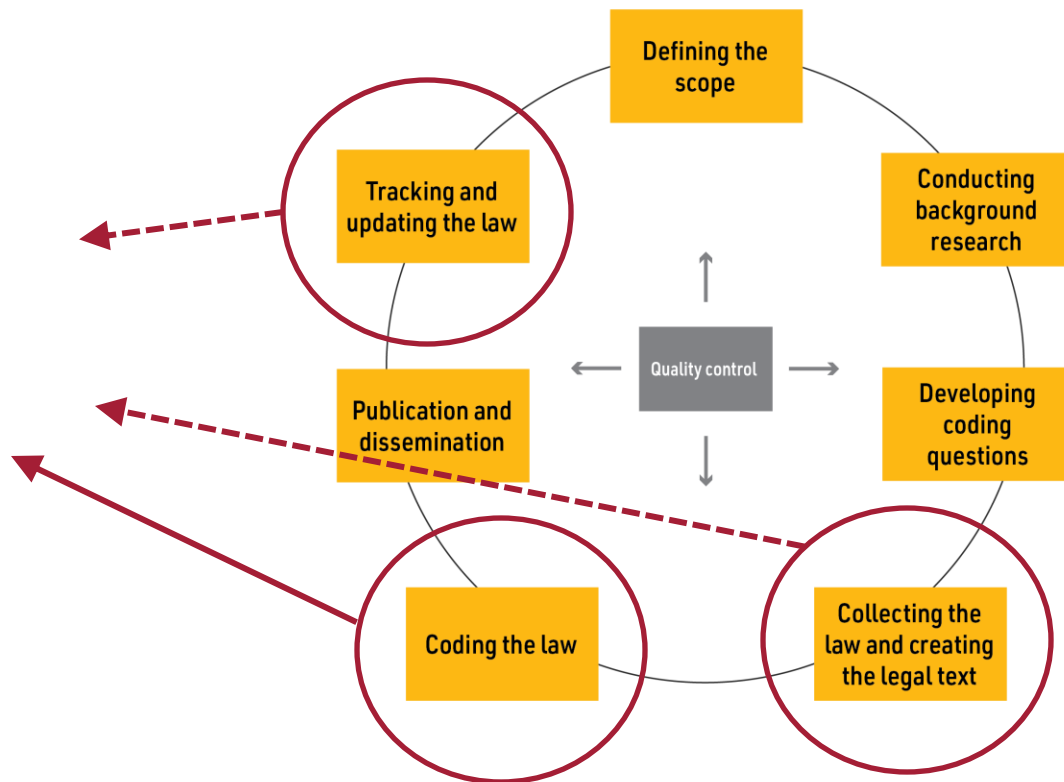 Defining the
scope
Conducting
background
research
Developing
coding
questions
Collecting the
law and creating
the legal text
Coding the law
Publication and
dissemination
Tracking and
updating the law
Quality control